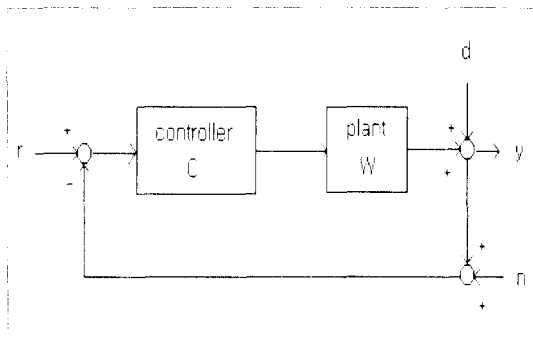 d
controller
C
plant
W
r
y
n
+
-
+
+
+
+